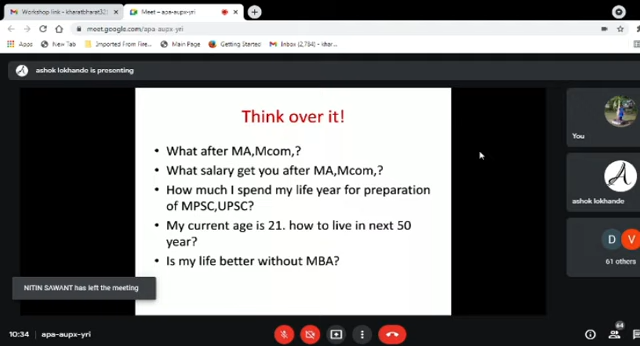 Workshop link - kharatbharat32
Meet – apa-aupx-yri
meet.google.com/apa-aupx-yri
Apps
New Tab
Imported From Fire...
Main Page
Getting Started
Inbox (2,784) - khar...
A
ashok lokhande is presenting
Think over it!
• What after MA,Mcom,?
• What salary get you after MA,Mcom,?
• How much I spend my life year for preparation
of MPSC,UPSC?
• My current age is 21. how to live in next 50
year?
• Is my life better without MBA?
You
A
ashok lokhande
D V
61 others
NITIN SAWANT has left the meeting
10:34 apa-aupx-yri
64